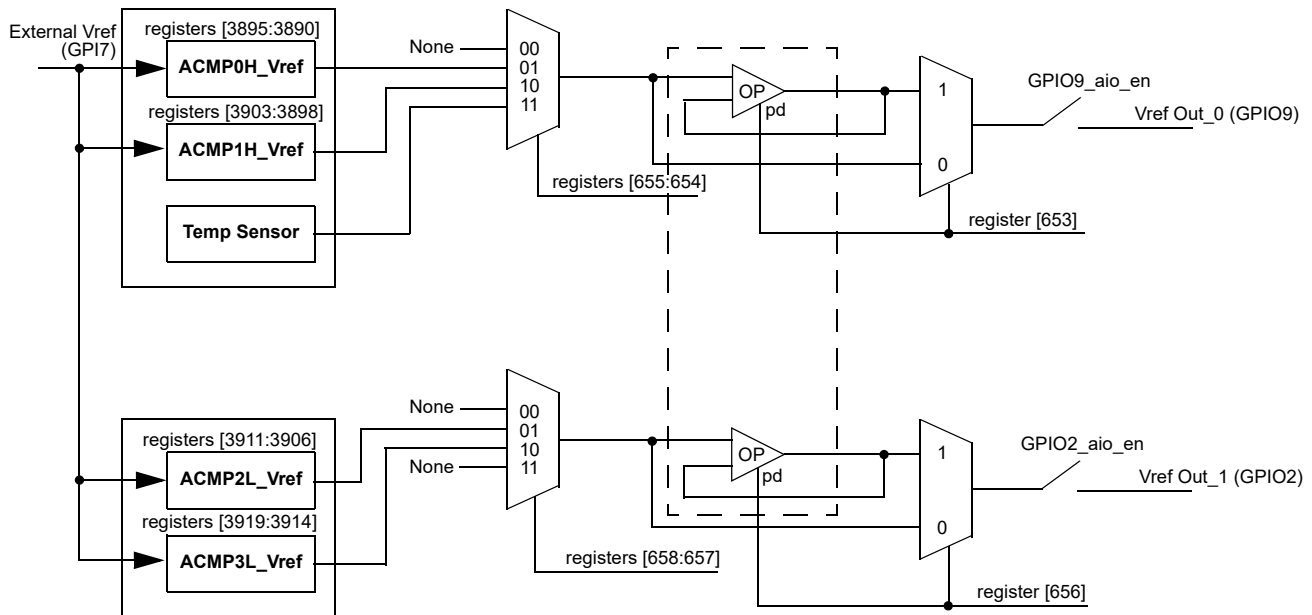 External Vref
(GPI7)
registers [3895:3890]
ACMP0H_Vref
registers [3903:3898]
ACMP1H_Vref
Temp Sensor
None
00
01
10
11
registers [655:654]
OP
pd
1
0
register [653]
GPIO9_aio_en
Vref Out_0 (GPIO9)
registers [3911:3906]
ACMP2L_Vref
registers [3919:3914]
ACMP3L_Vref
None
None
00
01
10
11
registers [658:657]
OP
pd
1
0
register [656]
GPIO2_aio_en
Vref Out_1 (GPIO2)